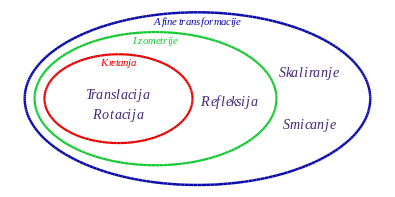 Afine transformacije
Izometrije
Kretanja
Translacija
Rotacija
Refleksija
Skaliranje
Smicanje